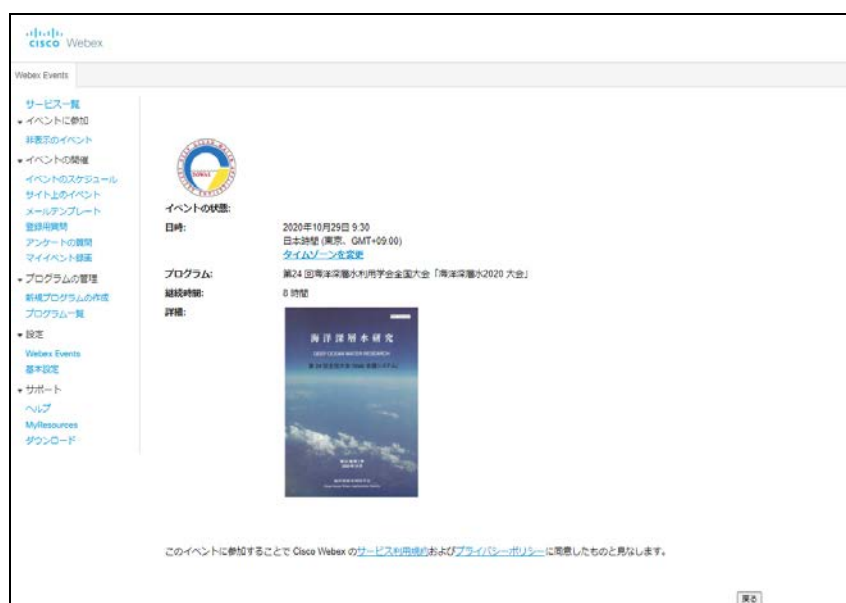 CISCO Webex
Webex Events
サービス一覧
イベントに参加
非表示のイベント
イベントの開催
イベントのスケジュール
サイト上のイベント
メールテンプレート
登録用質問
アンケートの質問
マイイベント録画
プログラムの管理
新規プログラムの作成
プログラム一覧
設定
Webex Events
基本設定
サポート
ヘルプ
MyResources
ダウンロード
DOWAS
イベントの状態:
日時: 2020年10月29日 9:30
日本時間 (東京、GMT+09:00)
タイムゾーンを変更
プログラム: 第24 回海洋深層水利用学会全国大会「海洋深層水2020 大会」
継続時間: 8 時間
詳細:
海洋深層水研究
DEEP OCEAN WATER RESEARCH
このイベントに参加することで Cisco Webex のサービス利用規約およびプライバシーポリシーに同意したものと見なします。
戻る